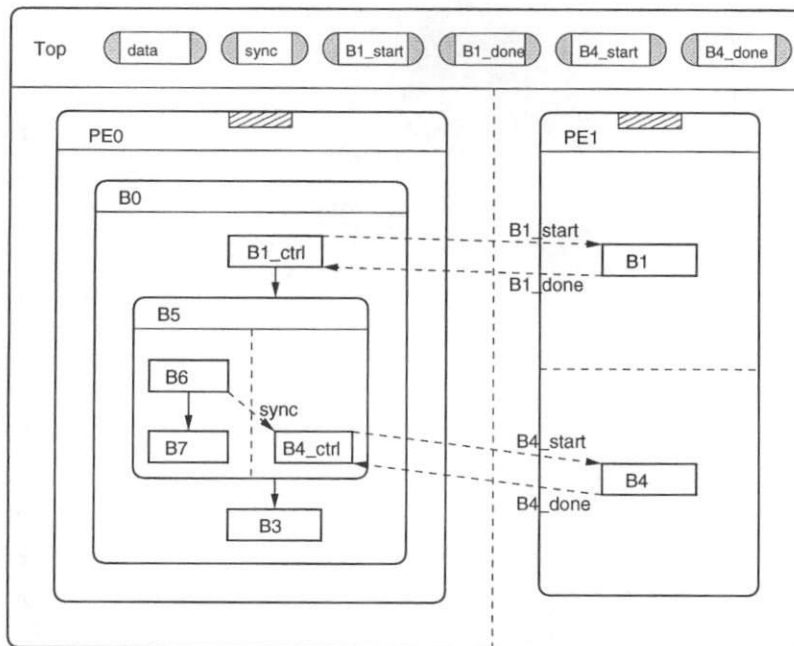 Top data sync B1_start B1_done B4_start B4_done
PE0 PE1
B0
B1_ctrl B1_start B1
B1_done
B5
B6
sync
B7 B4_ctrl B4_start
B4
B4_done
B3